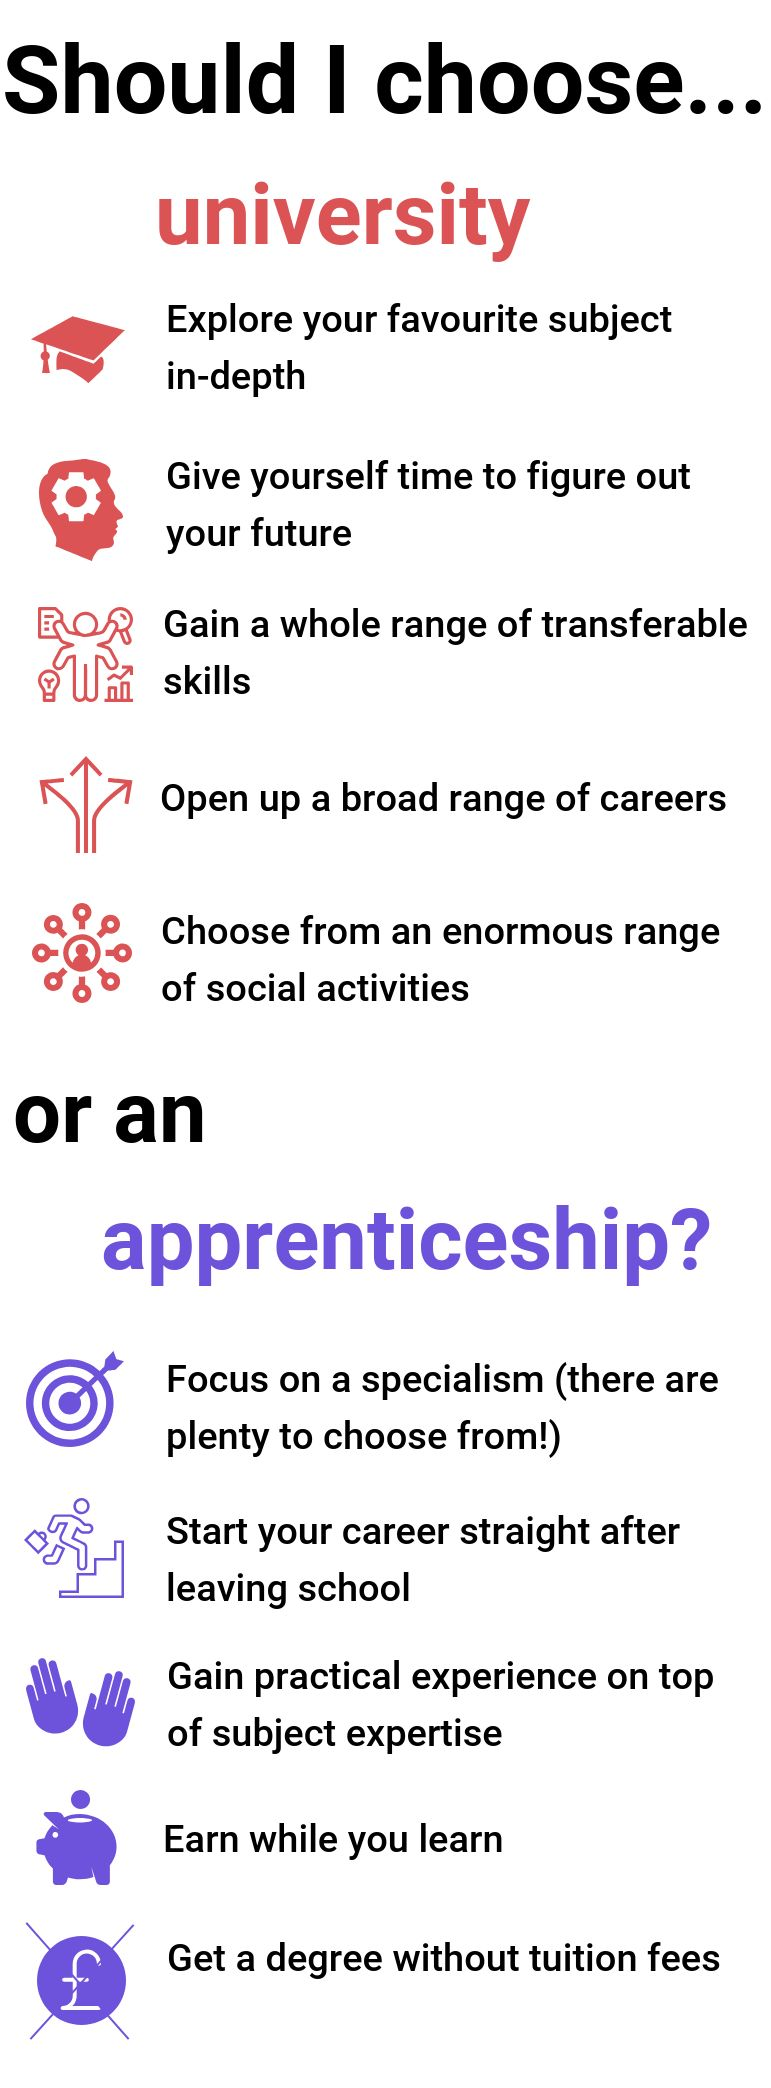 Should I choose...
university
Explore your favourite subject
in-depth
Give yourself time to figure out
your future
Gain a whole range of transferable
skills
Open up a broad range of careers
Choose from an enormous range
of social activities
or an
apprenticeship?
Focus on a specialism (there are
plenty to choose from!)
Start your career straight after
leaving school
Gain practical experience on top
of subject expertise
Earn while you learn
Get a degree without tuition fees
£